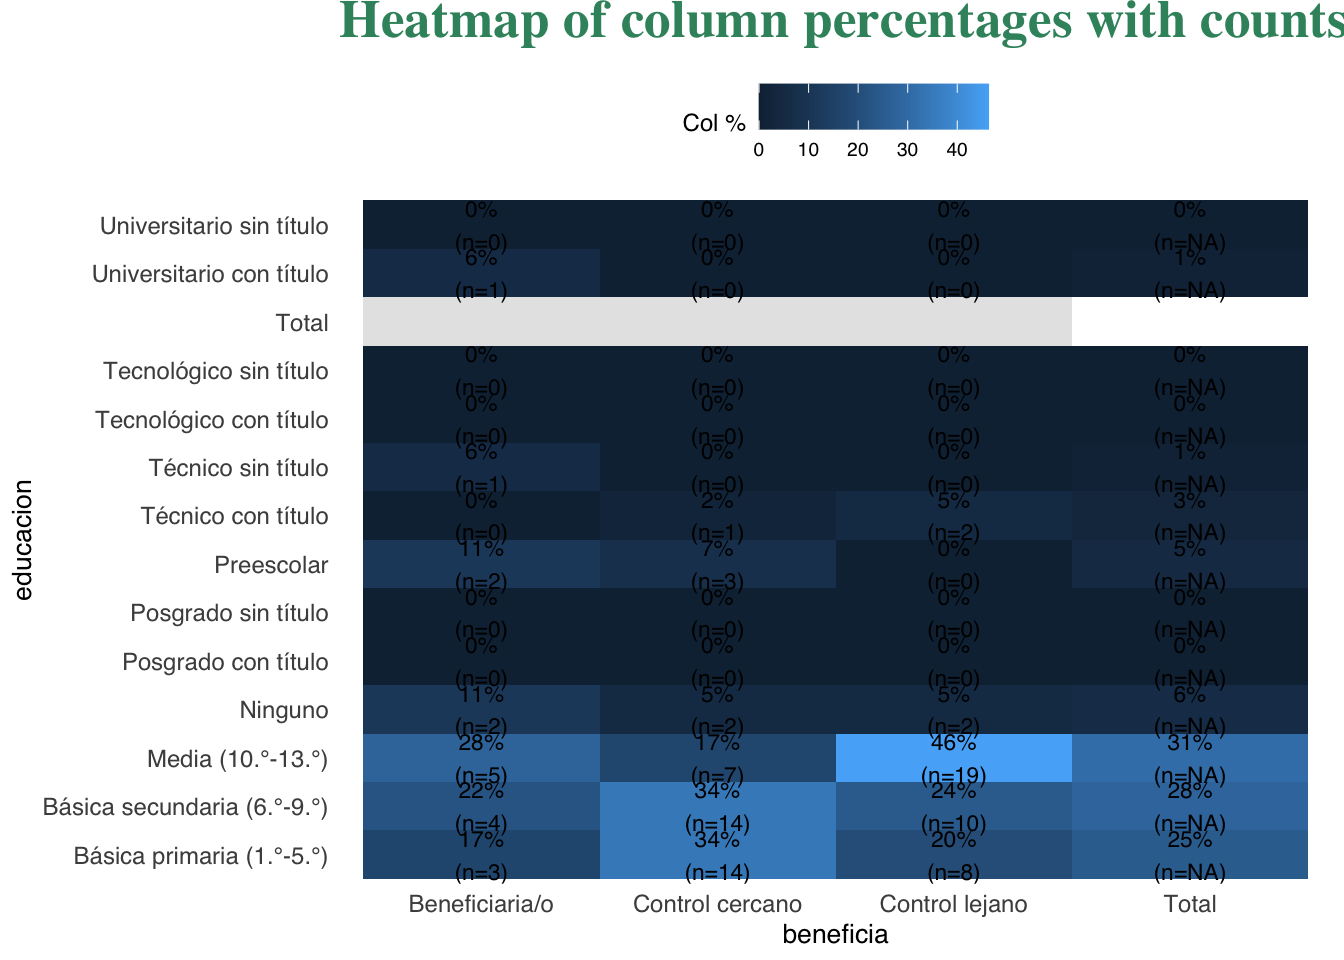 Heatmap of column percentages with counts
Col %
0 10 20 30 40
Universitario sin título 0% 0% 0% 0%
(n=0) (n=0) (n=0) (n=NA)
Universitario con título 6% 0% 0% 1%
(n=1) (n=0) (n=0) (n=NA)
Total
Tecnológico sin título 0% 0% 0% 0%
(n=0) (n=0) (n=0) (n=NA)
Tecnológico con título 0% 0% 0% 0%
(n=0) (n=0) (n=0) (n=NA)
Técnico sin título 6% 0% 0% 1%
(n=1) (n=0) (n=0) (n=NA)
Técnico con título 0% 2% 5% 3%
(n=0) (n=1) (n=2) (n=NA)
Preescolar 11% 7% 0% 5%
(n=2) (n=3) (n=0) (n=NA)
Posgrado sin título 0% 0% 0% 0%
(n=0) (n=0) (n=0) (n=NA)
Posgrado con título 0% 0% 0% 0%
(n=0) (n=0) (n=0) (n=NA)
Ninguno 11% 5% 5% 6%
(n=2) (n=2) (n=2) (n=NA)
Media (10.°-13.°) 28% 17% 46% 31%
(n=5) (n=7) (n=19) (n=NA)
Básica secundaria (6.°-9.°) 22% 34% 24% 28%
(n=4) (n=14) (n=10) (n=NA)
Básica primaria (1.°-5.°) 17% 34% 20% 25%
(n=3) (n=14) (n=8) (n=NA)
educacion
Beneficiaria/o Control cercano Control lejano Total
beneficia